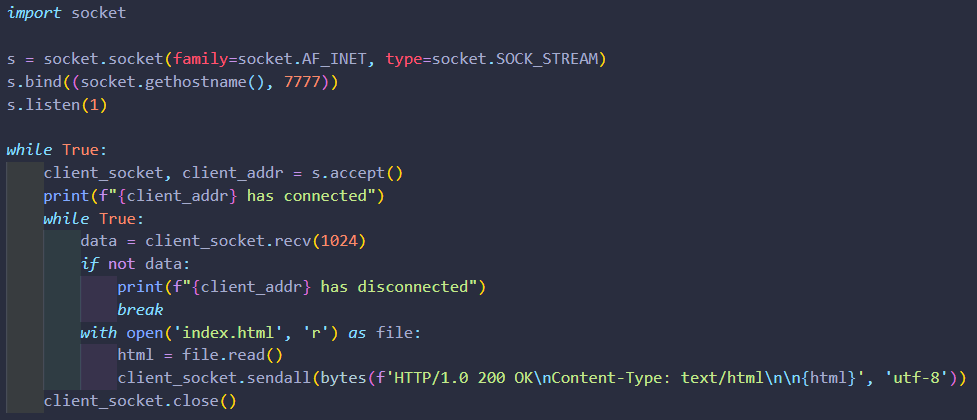 import socket

s = socket.socket(family=socket.AF_INET, type=socket.SOCK_STREAM)
s.bind((socket.gethostname(), 7777))
s.listen(1)

while True:
    client_socket, client_addr = s.accept()
    print(f"{client_addr} has connected")
    while True:
        data = client_socket.recv(1024)
        if not data:
            print(f"{client_addr} has disconnected")
            break
        with open('index.html', 'r') as file:
            html = file.read()
            client_socket.sendall(bytes(f'HTTP/1.0 200 OK\nContent-Type: text/html\n\n{html}', 'utf-8'))
    client_socket.close()